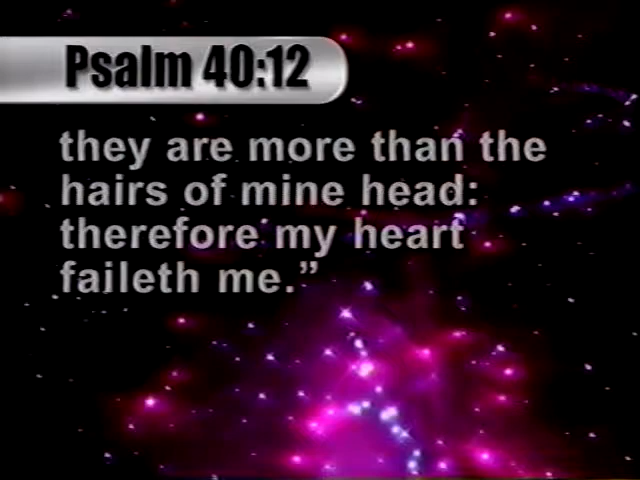 Psalm 40:12
they are more than the
hairs of mine head:
therefore my heart
faileth me.”